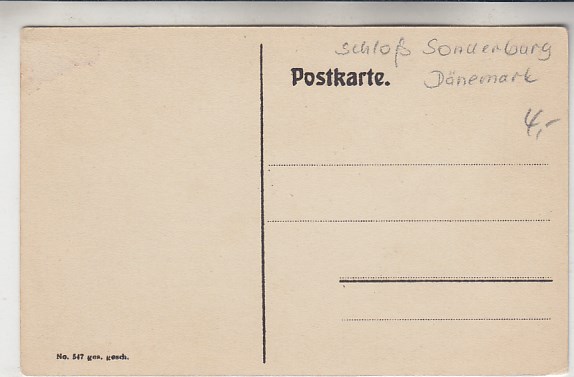 Schloß Sonderburg
Postkarte. Dänemark
4,-
No. 547 ges. gesch.